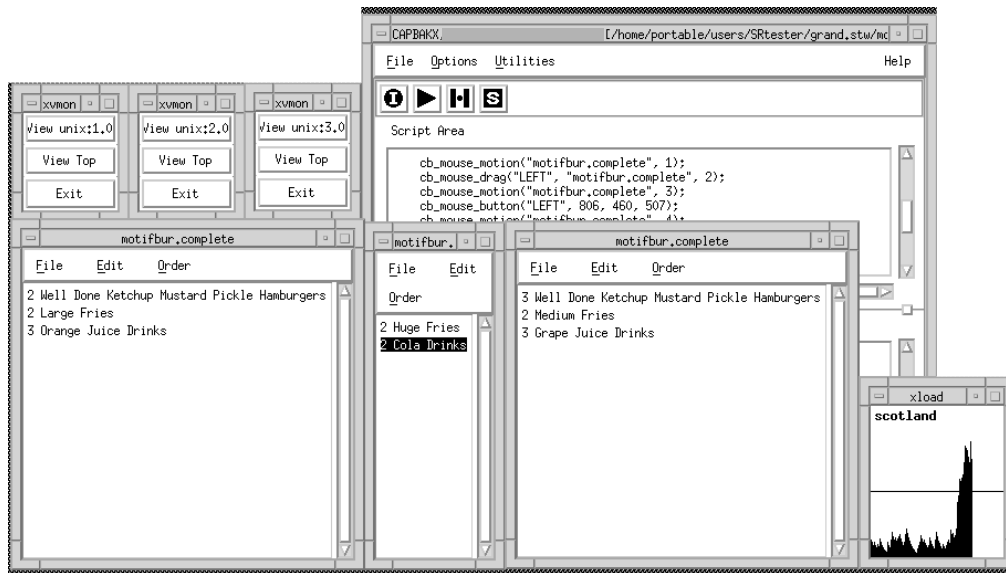 CAPBAKX, [/home/portable/users/SRtester/grand.stw/mo
File Options Utilities Help
Script Area
cb_mouse_motion("motifbur.complete", 1);
cb_mouse_drag("LEFT", "motifbur.complete", 2);
cb_mouse_motion("motifbur.complete", 3);
cb_mouse_button("LEFT", 806, 460, 507);
cb_mouse_motion("motifbur.complete", 4);
xvmon
View unix:1.0
View Top
Exit
xvmon
View unix:2.0
View Top
Exit
xvmon
View unix:3.0
View Top
Exit
motifbur.complete
File Edit Order
2 Well Done Ketchup Mustard Pickle Hamburgers
2 Large Fries
3 Orange Juice Drinks
motifbur.
File Edit
Order
2 Huge Fries
2 Cola Drinks
motifbur.complete
File Edit Order
3 Well Done Ketchup Mustard Pickle Hamburgers
2 Medium Fries
3 Grape Juice Drinks
xload
scotland